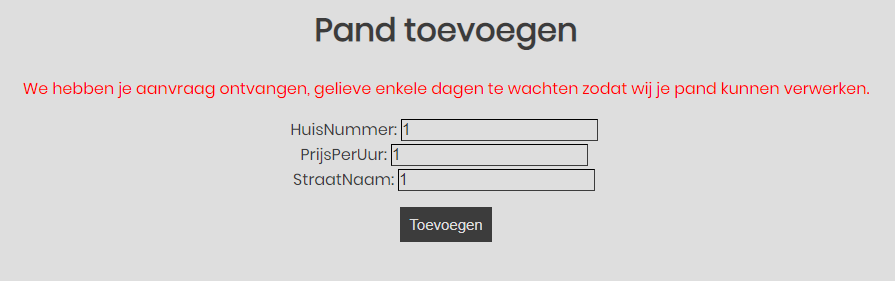 Pand toevoegen
We hebben je aanvraag ontvangen, gelieve enkele dagen te wachten zodat wij je pand kunnen verwerken.
HuisNummer: 1
PrijsPerUur: 1
StraatNaam: 1
Toevoegen